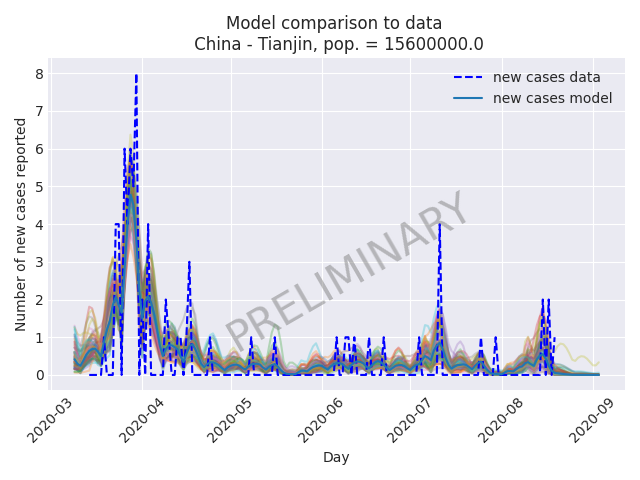 Model comparison to data
China - Tianjin, pop. = 15600000.0
new cases data
new cases model
Number of new cases reported
8
7
6
5
4
3
2
1
0
PRELIMINARY
2020-03
2020-04
2020-05
2020-06
2020-07
2020-08
2020-09
Day